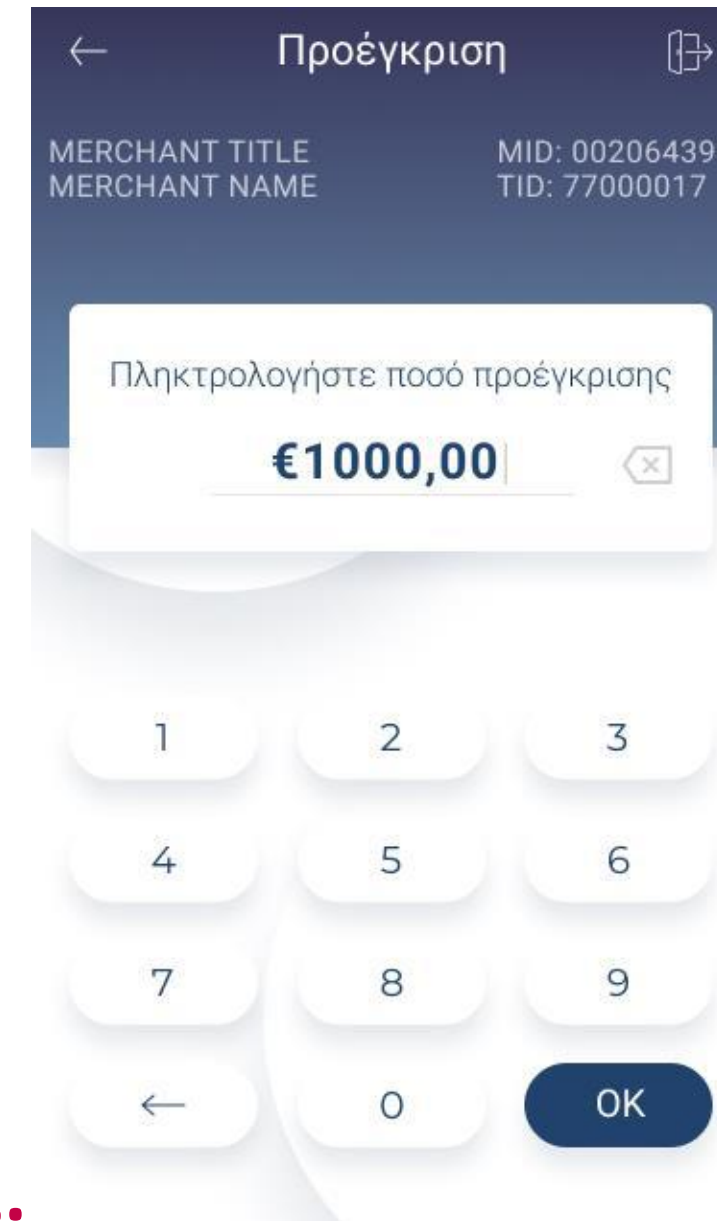 Προέγκριση
MERCHANT TITLE MID: 00206439
MERCHANT NAME TID: 77000017
Πληκτρολογήστε ποσό προέγκρισης
€1000,00
1 2 3
4 5 6
7 8 9
0 OK